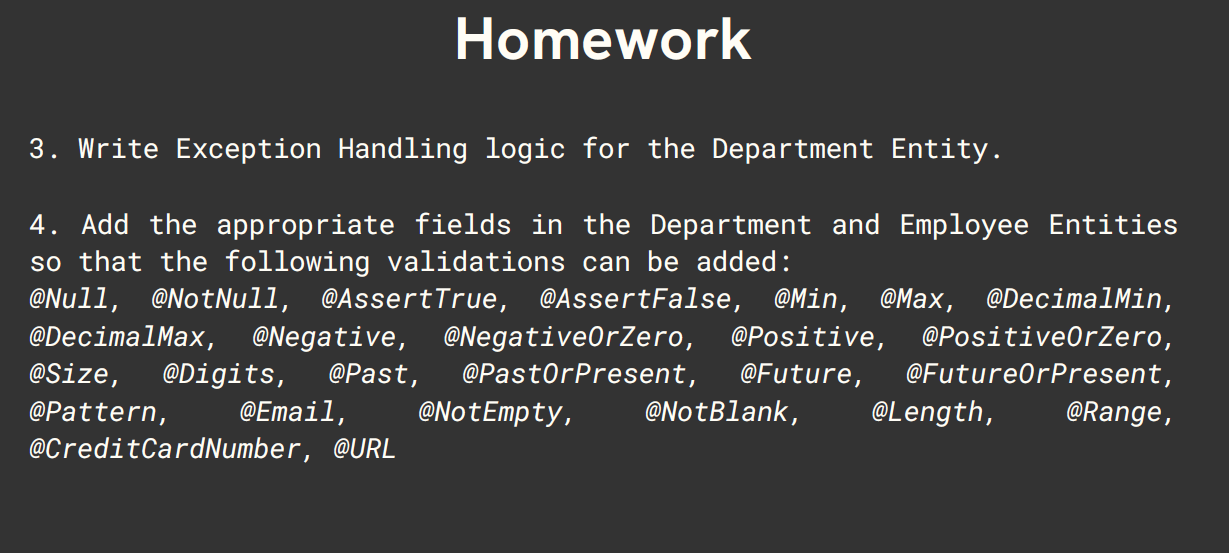 Homework
3. Write Exception Handling logic for the Department Entity.
4. Add the appropriate fields in the Department and Employee Entities
so that the following validations can be added:
@Null, @NotNull, @AssertTrue, @AssertFalse, @Min, @Max, @DecimalMin,
@DecimalMax, @Negative, @NegativeOrZero, @Positive, @PositiveOrZero,
@Size, @Digits, @Past, @PastOrPresent, @Future, @FutureOrPresent,
@Pattern, @Email, @NotEmpty, @NotBlank, @Length, @Range,
@CreditCardNumber, @URL